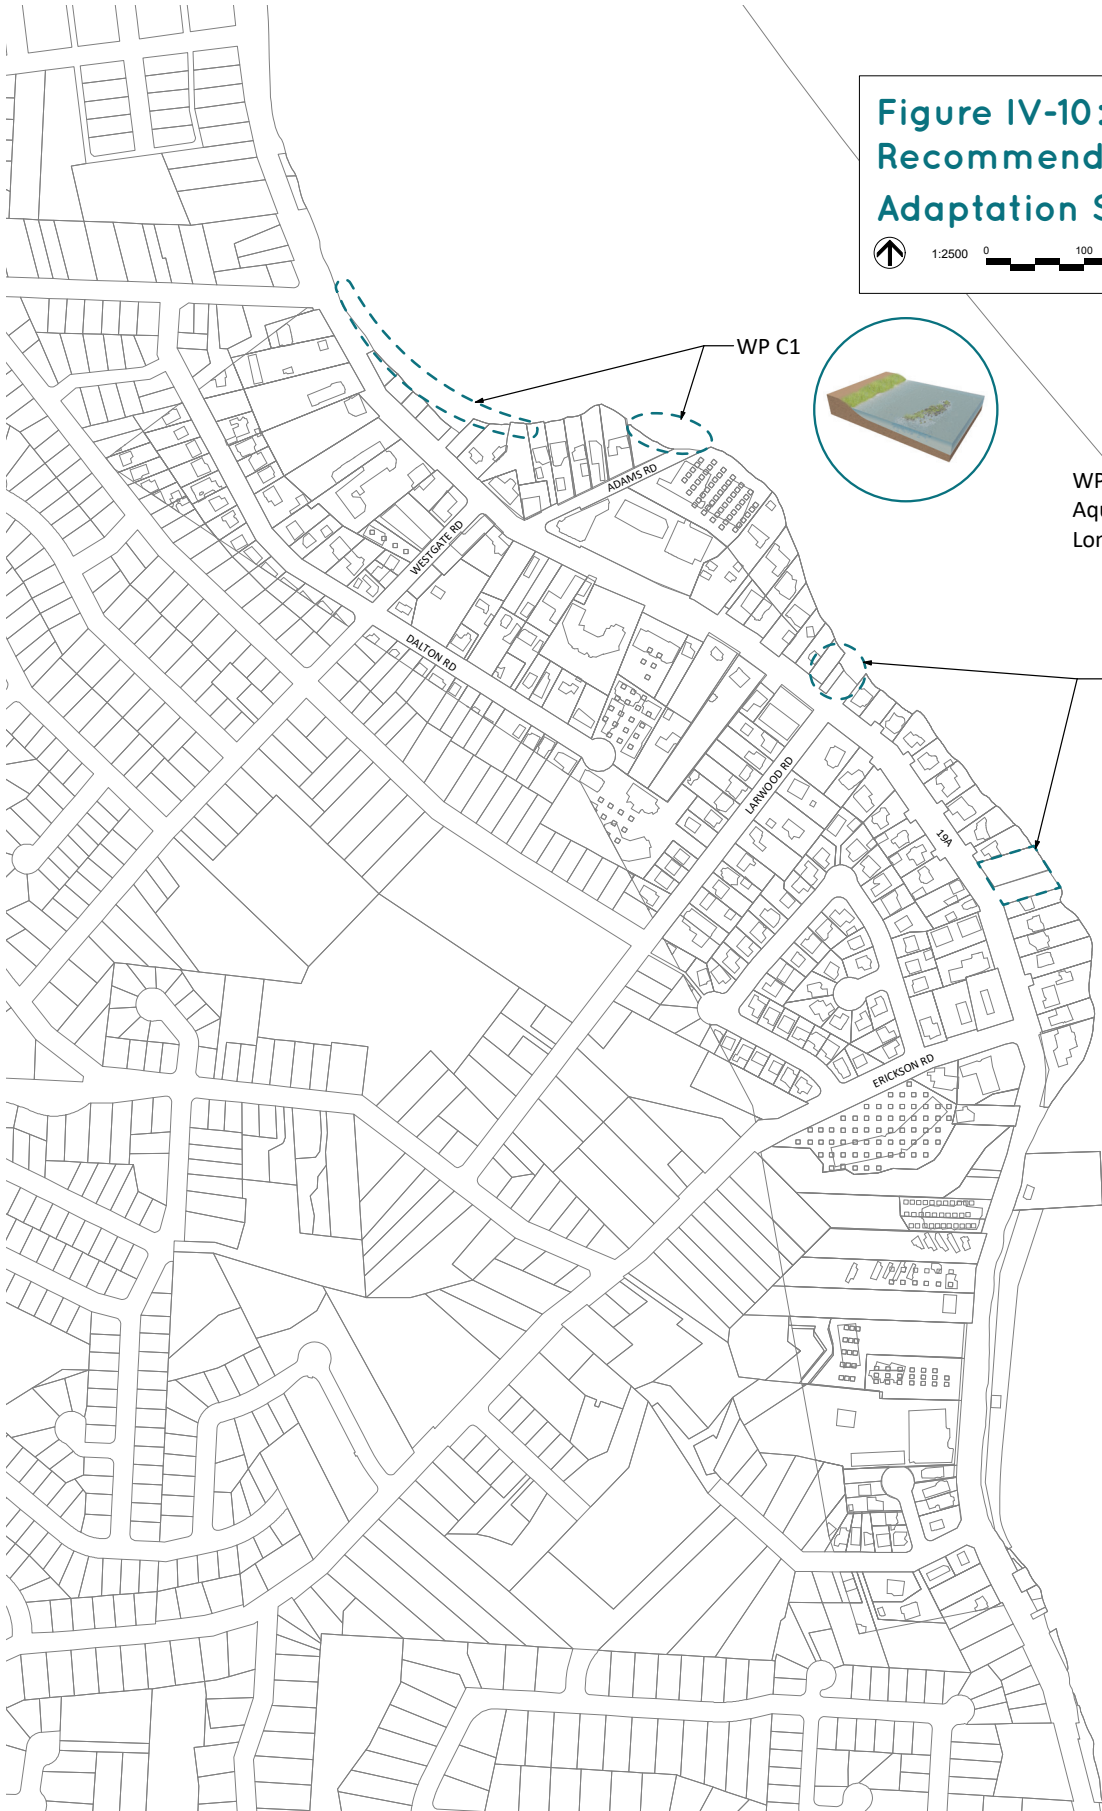 Figure IV-10:
Recommend
Adaptation S
1:2500 0 100
WP C1
WP
Aqu
Lon
ADAMS RD
WESTGATE RD
DALTON RD
LARWOOD RD
19A
ERICKSON RD